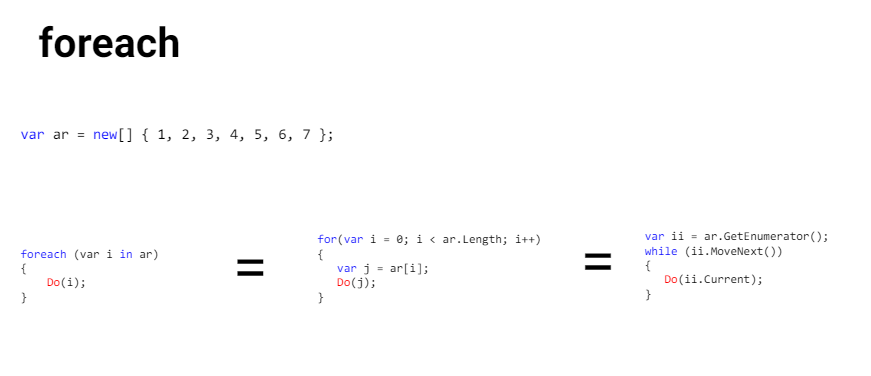 foreach
var ar = new[] { 1, 2, 3, 4, 5, 6, 7 };
foreach (var i in ar)
{
Do(i);
}
=
for(var i = 0; i < ar.Length; i++)
{
var j = ar[i];
Do(j);
}
=
var ii = ar.GetEnumerator();
while (ii.MoveNext())
{
Do(ii.Current);
}